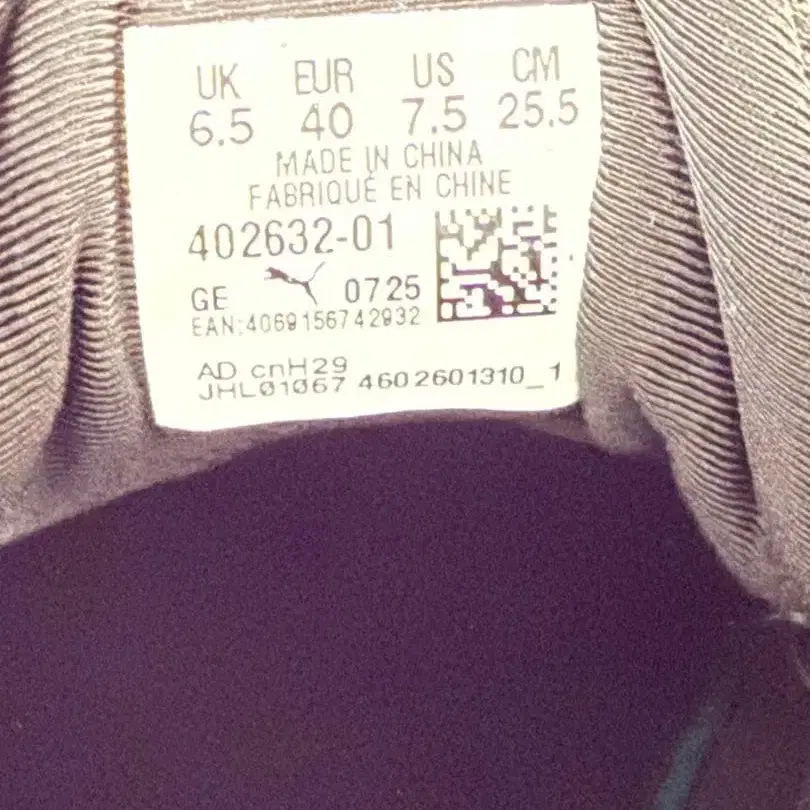 UK EUR US CM
6.5 40 7.5 25.5
MADE IN CHINA
FABRIQUÉ EN CHINE
402632-01
GE 0725
EAN:4069156742932
AD cnH29
JHL01067 4602601310_1